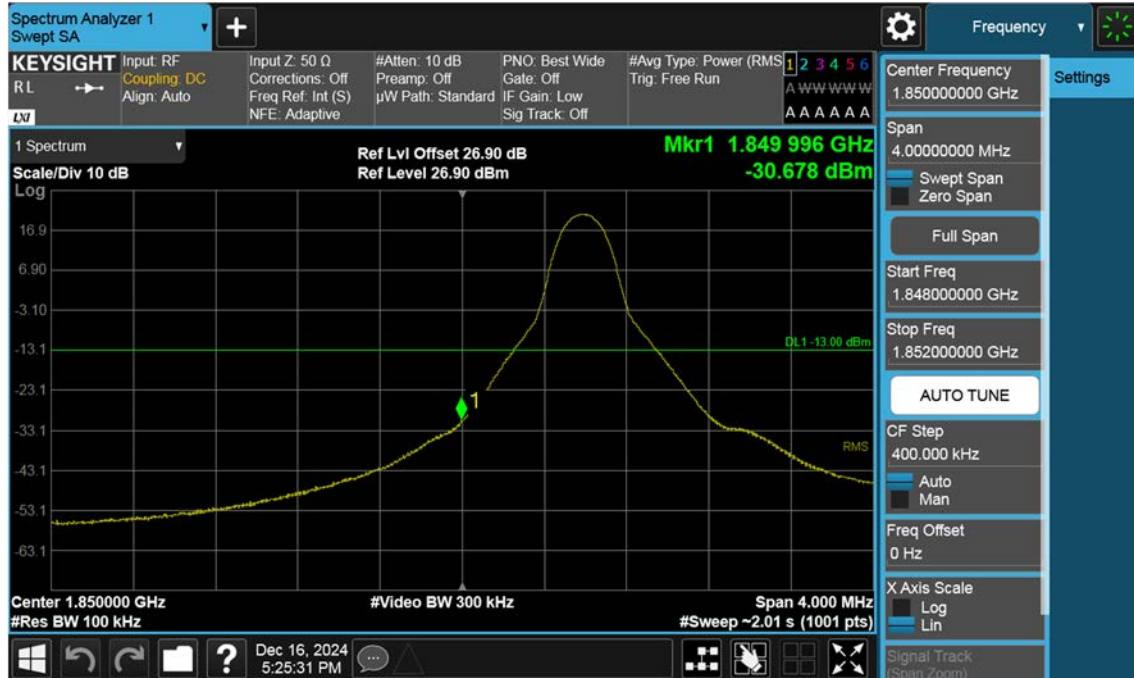 Spectrum Analyzer 1
Swept SA
+
Frequency
KEYSIGHT
R L
LXI
Input: RF
Coupling: DC
Align: Auto
Input Z: 50 Ω
Corrections: Off
Freq Ref: Int (S)
NFE: Adaptive
#Atten: 10 dB
Preamp: Off
µW Path: Standard
PNO: Best Wide
Gate: Off
IF Gain: Low
Sig Track: Off
#Avg Type: Power (RMS
Trig: Free Run
1 2 3 4 5 6
A W W W W W
A A A A A A
1 Spectrum
Scale/Div 10 dB
Log
Ref Lvl Offset 26.90 dB
Ref Level 26.90 dBm
Mkr1 1.849 996 GHz
-30.678 dBm
16.9
6.90
-3.10
-13.1
-23.1
-33.1
-43.1
-53.1
-63.1
DL1 -13.00 dBm
1
RMS
Center 1.850000 GHz
#Res BW 100 kHz
#Video BW 300 kHz
Span 4.000 MHz
#Sweep ~2.01 s (1001 pts)
Center Frequency
1.850000000 GHz
Settings
Span
4.00000000 MHz
Swept Span
Zero Span
Full Span
Start Freq
1.848000000 GHz
Stop Freq
1.852000000 GHz
AUTO TUNE
CF Step
400.000 kHz
Auto
Man
Freq Offset
0 Hz
X Axis Scale
Log
Lin
Signal Track
(Span Zoom)
?
Dec 16, 2024
5:25:31 PM